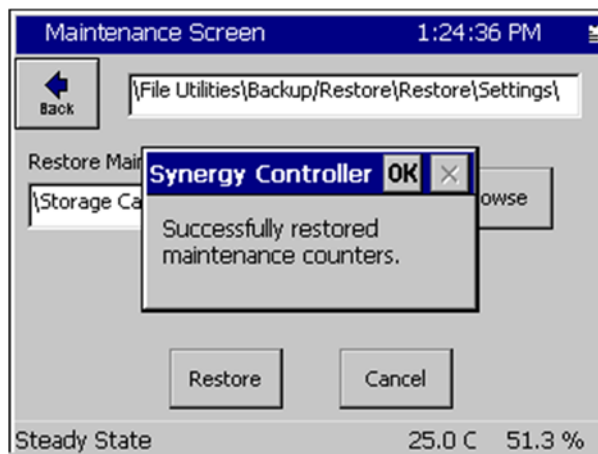 Maintenance Screen 1:24:36 PM
Back
\File Utilities\Backup/Restore\Restore\Settings\
Restore Mair
\Storage Ca
owse
Synergy Controller OK
Successfully restored
maintenance counters.
Restore Cancel
Steady State 25.0 C 51.3 %